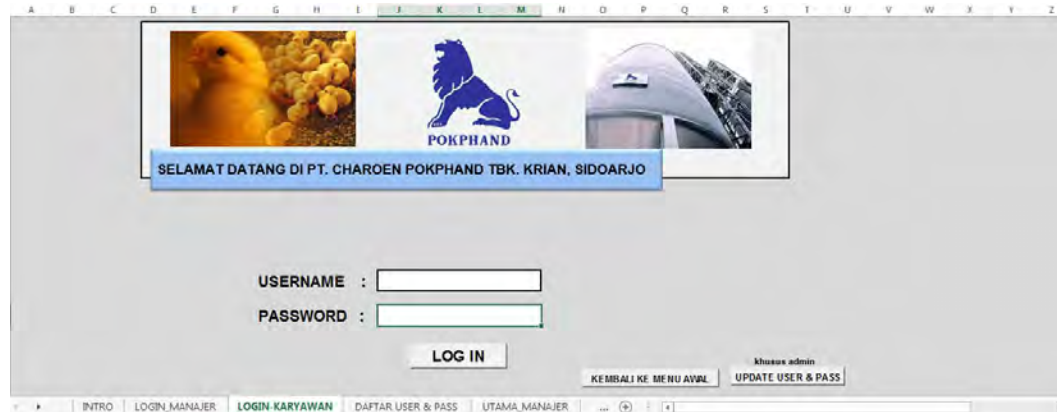 A B C D E F G H I J K L M N O P Q R S T U V W X Y Z
POKPHAND
SELAMAT DATANG DI PT. CHAROEN POKPHAND TBK. KRIAN, SIDOARJO
USERNAME :
PASSWORD :
LOG IN
khusus admin
KEMBALI KE MENU AWAL UPDATE USER & PASS
INTRO LOGIN_MANAJER LOGIN-KARYAWAN DAFTAR USER & PASS UTAMA_MANAJER ...